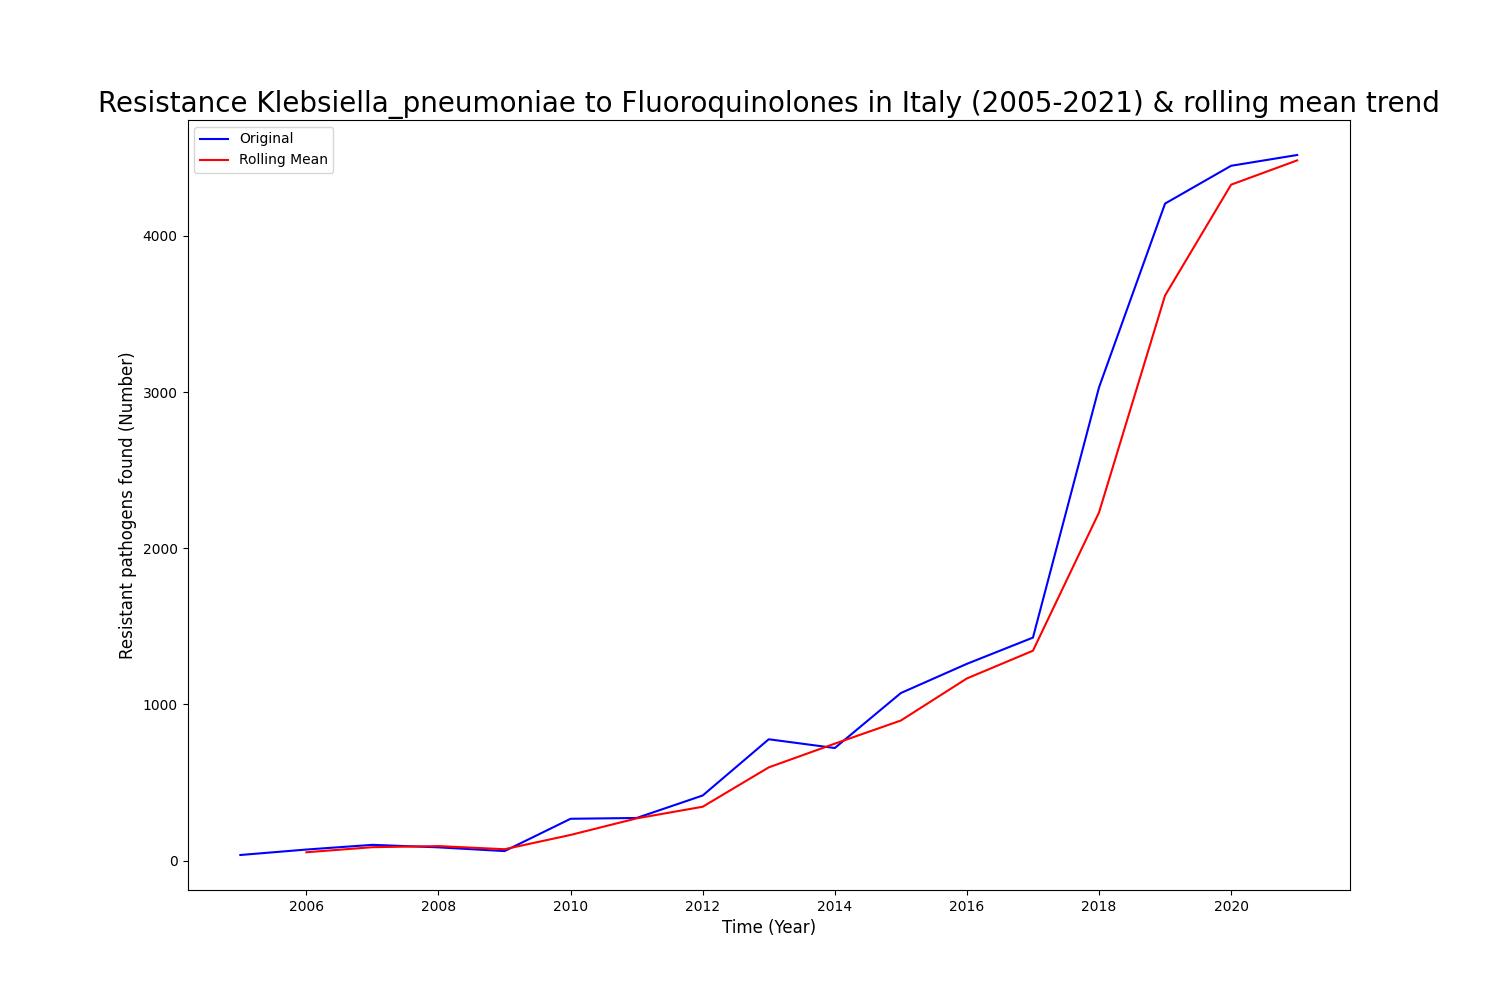 Resistance Klebsiella_pneumoniae to Fluoroquinolones in Italy (2005-2021) & rolling mean trend
Original
Rolling Mean
4000
3000
2000
1000
0
Resistant pathogens found (Number)
2006 2008 2010 2012 2014 2016 2018 2020
Time (Year)